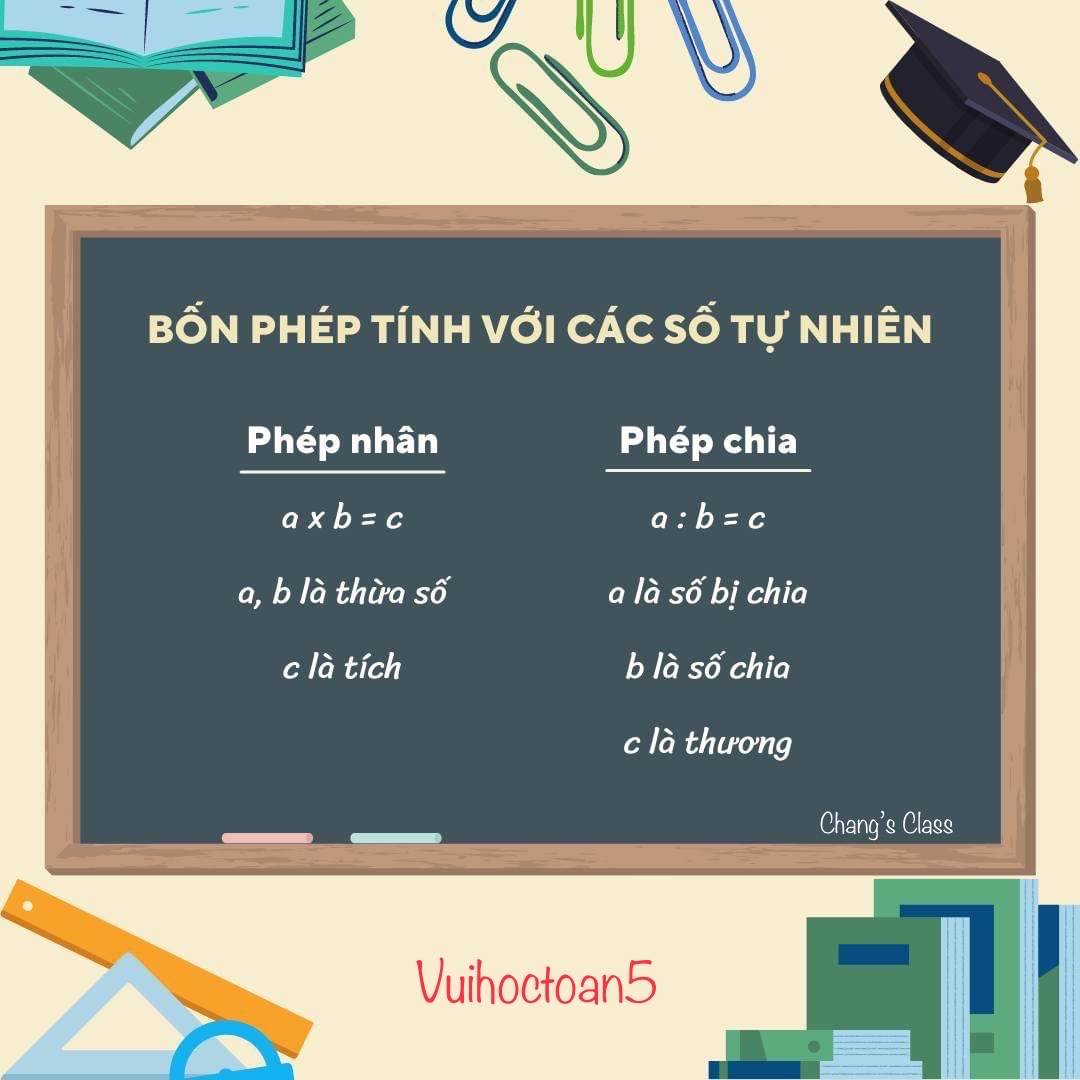 BỐN PHÉP TÍNH VỚI CÁC SỐ TỰ NHIÊN
Phép nhân
a x b = c
a, b là thừa số
c là tích
Phép chia
a : b = c
a là số bị chia
b là số chia
c là thương
Chang's Class
Vuihoctoan5